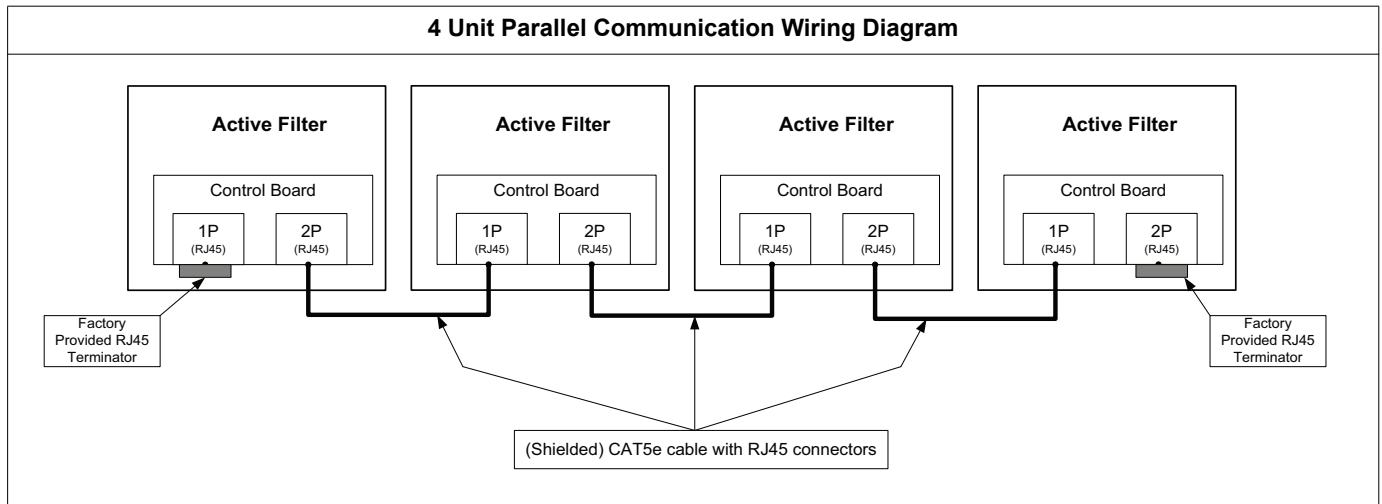 4 Unit Parallel Communication Wiring Diagram
Active Filter
Control Board
1P
(RJ45)
2P
(RJ45)
Active Filter
Control Board
1P
(RJ45)
2P
(RJ45)
Active Filter
Control Board
1P
(RJ45)
2P
(RJ45)
Active Filter
Control Board
1P
(RJ45)
2P
(RJ45)
Factory
Provided RJ45
Terminator
Factory
Provided RJ45
Terminator
(Shielded) CAT5e cable with RJ45 connectors